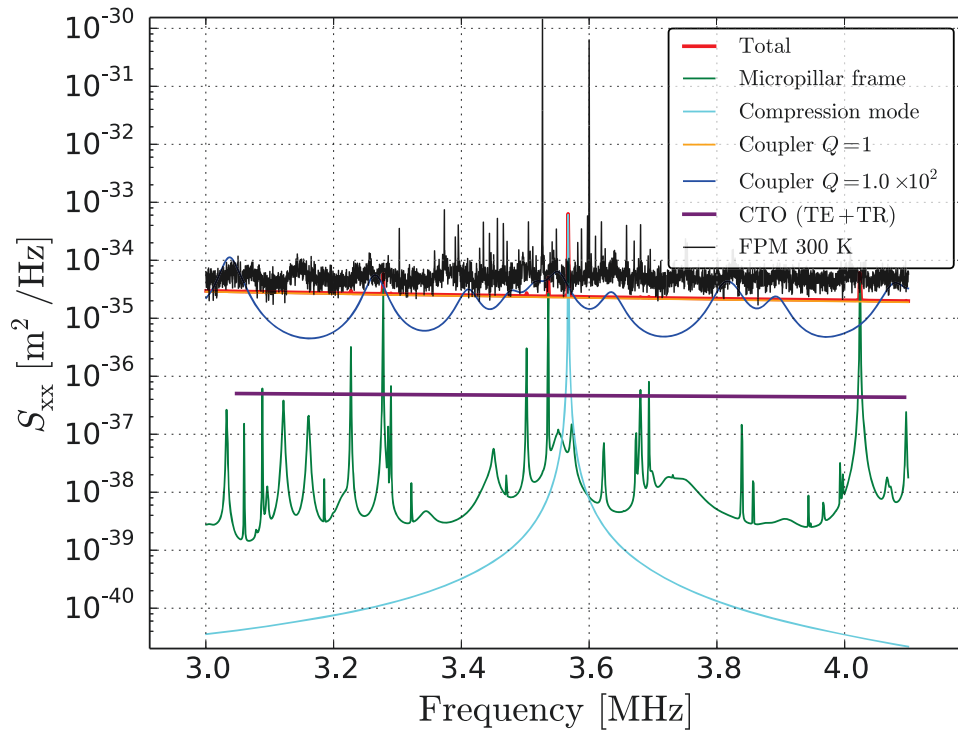 10^-30
10^-31
10^-32
10^-33
10^-34
10^-35
10^-36
10^-37
10^-38
10^-39
10^-40
S_xx [m^2 /Hz]
Total
Micropillar frame
Compression mode
Coupler Q=1
Coupler Q=1.0×10^2
CTO (TE+TR)
FPM 300 K
3.0 3.2 3.4 3.6 3.8 4.0
Frequency [MHz]